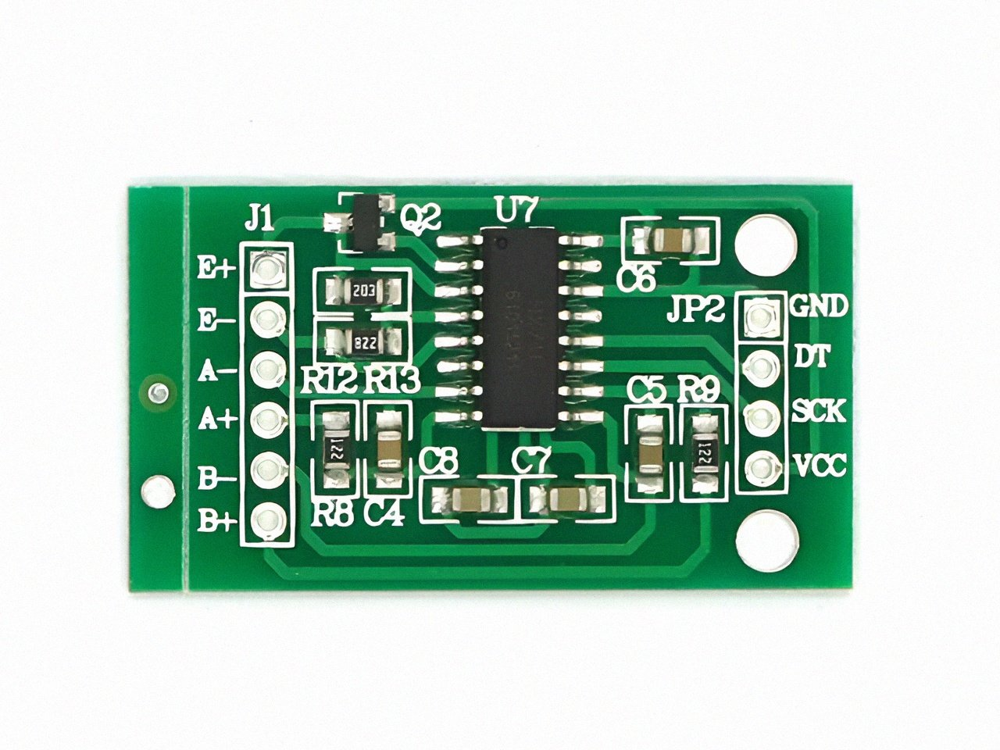 J1
Q2
U7
E+
203
C6
E-
822
JP2
GND
A-
R12 R13
DT
A+
C5 R9
SCK
122
122
B-
C8
C7
VCC
B+
R8 C4